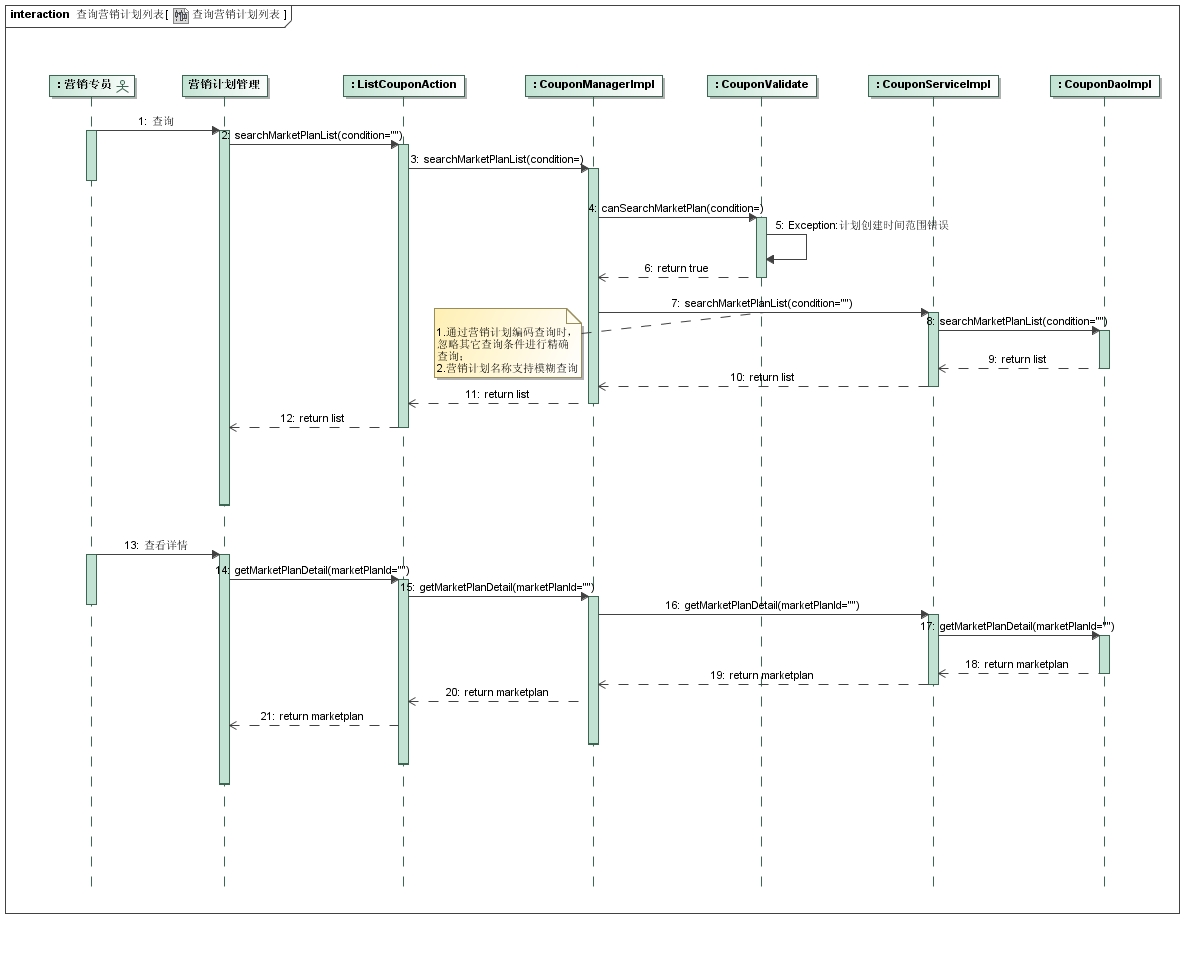 interaction 查询营销计划列表[ 查询营销计划列表 ]
: 营销专员
营销计划管理
: ListCouponAction
: CouponManagerImpl
: CouponValidate
: CouponServiceImpl
: CouponDaoImpl
1: 查询
2: searchMarketPlanList(condition="")
3: searchMarketPlanList(condition=)
4: canSearchMarketPlan(condition=)
5: Exception:计划创建时间范围错误
6: return true
7: searchMarketPlanList(condition="")
8: searchMarketPlanList(condition="")
1.通过营销计划编码查询时，
忽略其它查询条件进行精确
查询；
2.营销计划名称支持模糊查询
9: return list
10: return list
11: return list
12: return list
13: 查看详情
14: getMarketPlanDetail(marketPlanId="")
15: getMarketPlanDetail(marketPlanId="")
16: getMarketPlanDetail(marketPlanId="")
17: getMarketPlanDetail(marketPlanId="")
18: return marketplan
19: return marketplan
20: return marketplan
21: return marketplan